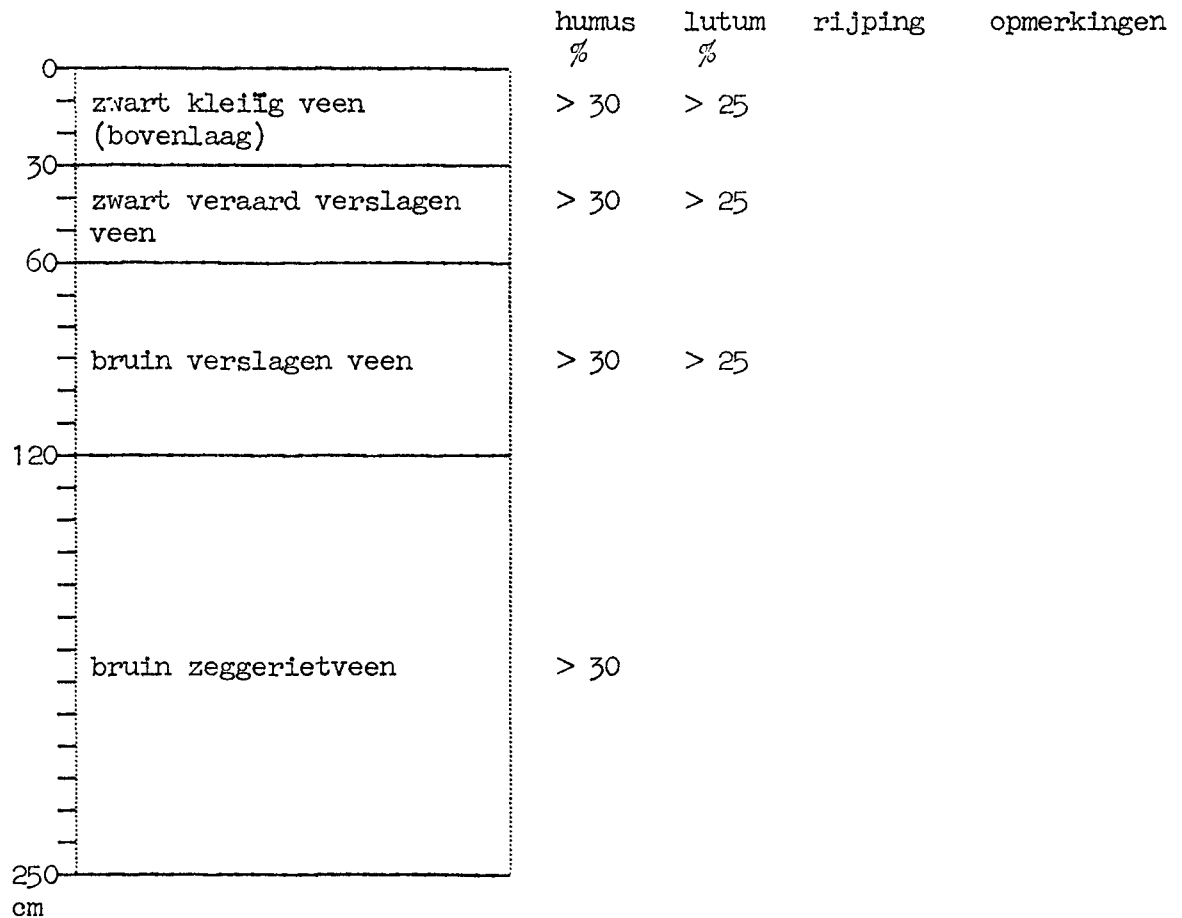 humus lutum rijping opmerkingen
% %
0
zwart kleiïg veen > 30 > 25
(bovenlaag)
30
zwart veraard verslagen > 30 > 25
veen
60
bruin verslagen veen > 30 > 25
120
bruin zeggerietveen > 30
250
cm